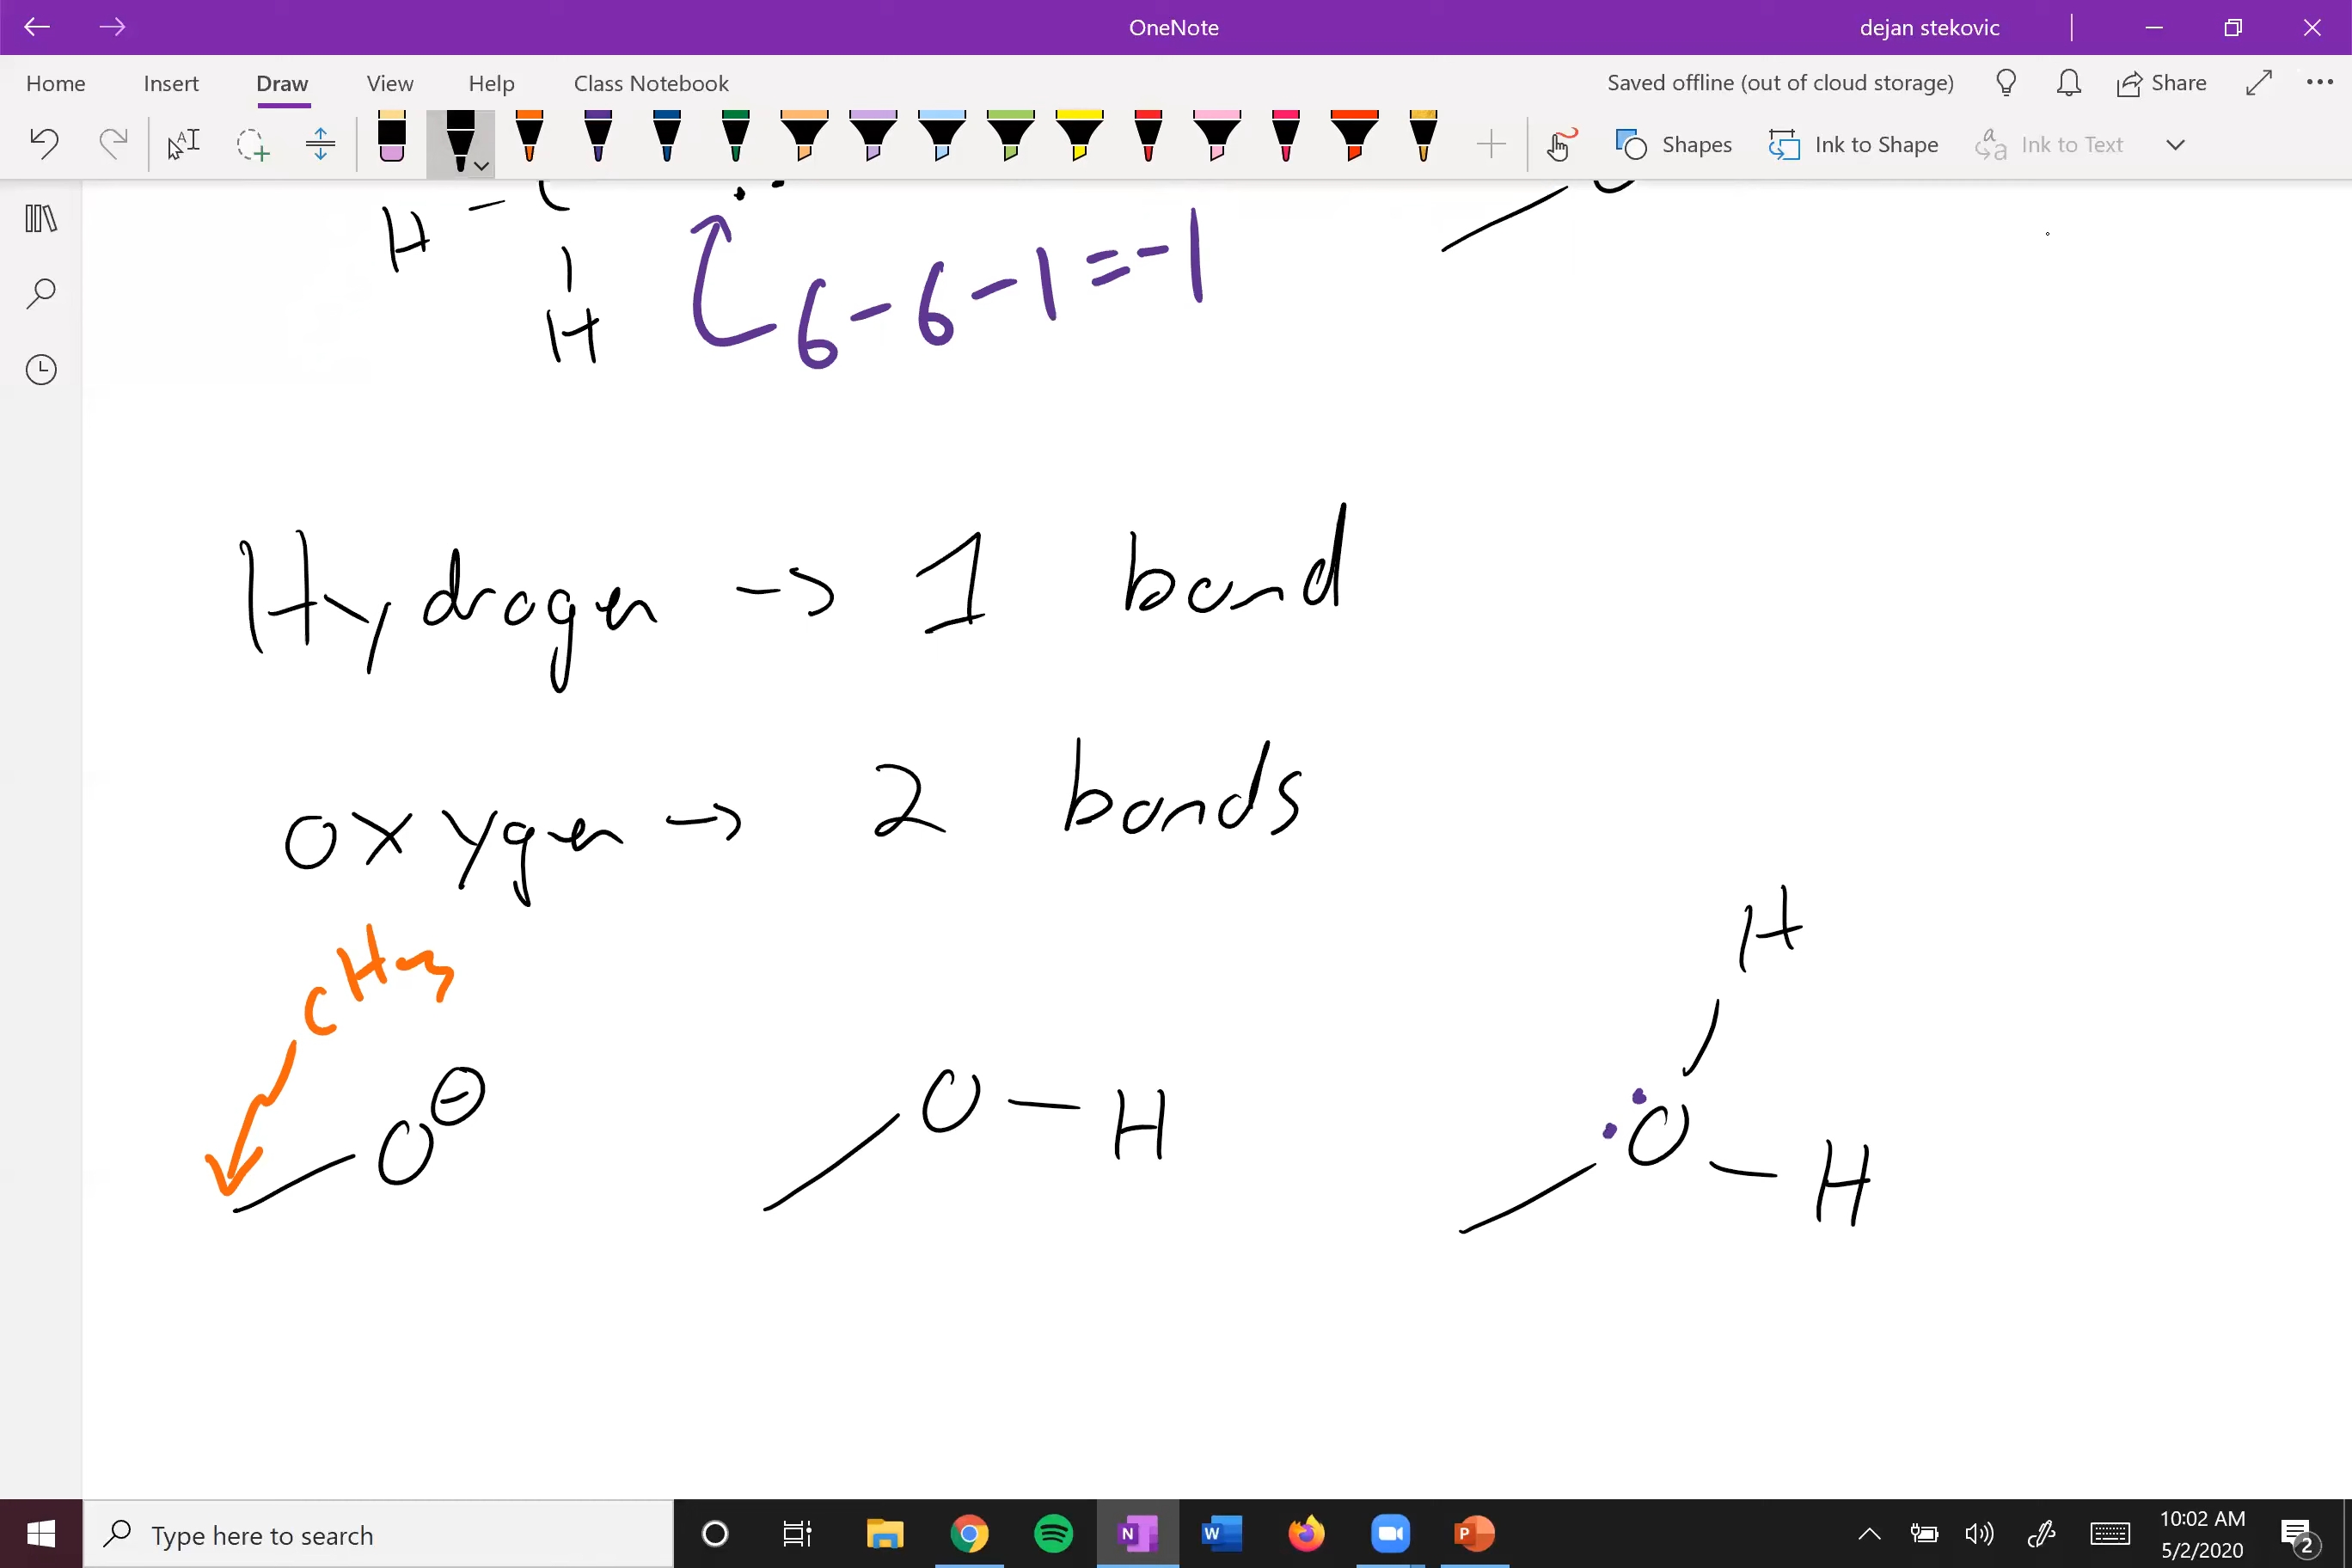 OneNote
dejan stekovic
Home Insert Draw View Help Class Notebook
Saved offline (out of cloud storage) Share
Shapes Ink to Shape Ink to Text
H - C
H
6 - 6 - 1 = -1
Hydrogen → 1 bond
oxygen → 2 bonds
CH3
H
O⊖
O - H
O - H
Type here to search
10:02 AM
5/2/2020
2